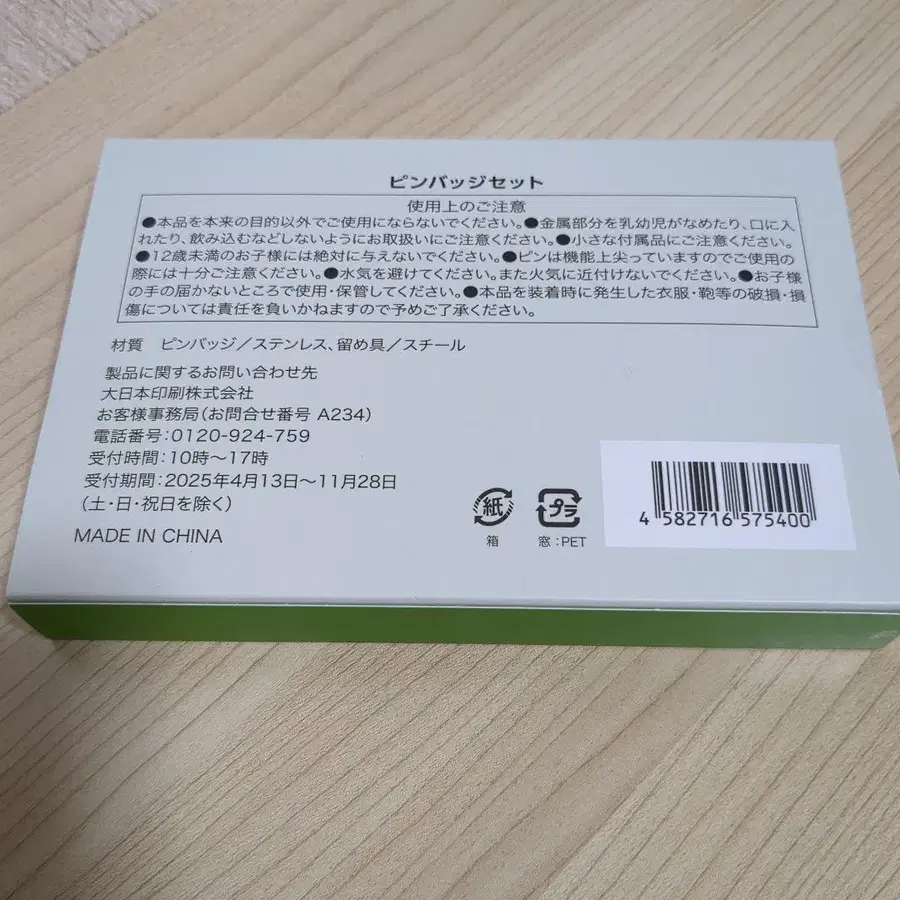 ピンバッジセット
使用上のご注意
●本品を本来の目的以外でご使用にならないでください。●金属部分を乳幼児がなめたり、口に入
れたり、飲み込むなどしないようにお取扱いにご注意ください。●小さな付属品にご注意ください。
●12歳未満のお子様には絶対に与えないでください。●ピンは機能上尖っていますのでご使用の
際には十分ご注意ください。●水気を避けてください。また火気に近付けないでください。●お子様
の手の届かないところで使用・保管してください。●本品を装着時に発生した衣服・鞄等の破損・損
傷については責任を負いかねますので予めご了承ください。
材質 ピンバッジ／ステンレス、留め具／スチール
製品に関するお問い合わせ先
大日本印刷株式会社
お客様事務局(お問合せ番号 A234)
電話番号:0120-924-759
受付時間:10時〜17時
受付期間:2025年4月13日〜11月28日
(土・日・祝日を除く)
MADE IN CHINA
紙
箱
プラ
窓:PET
4 582716 575400